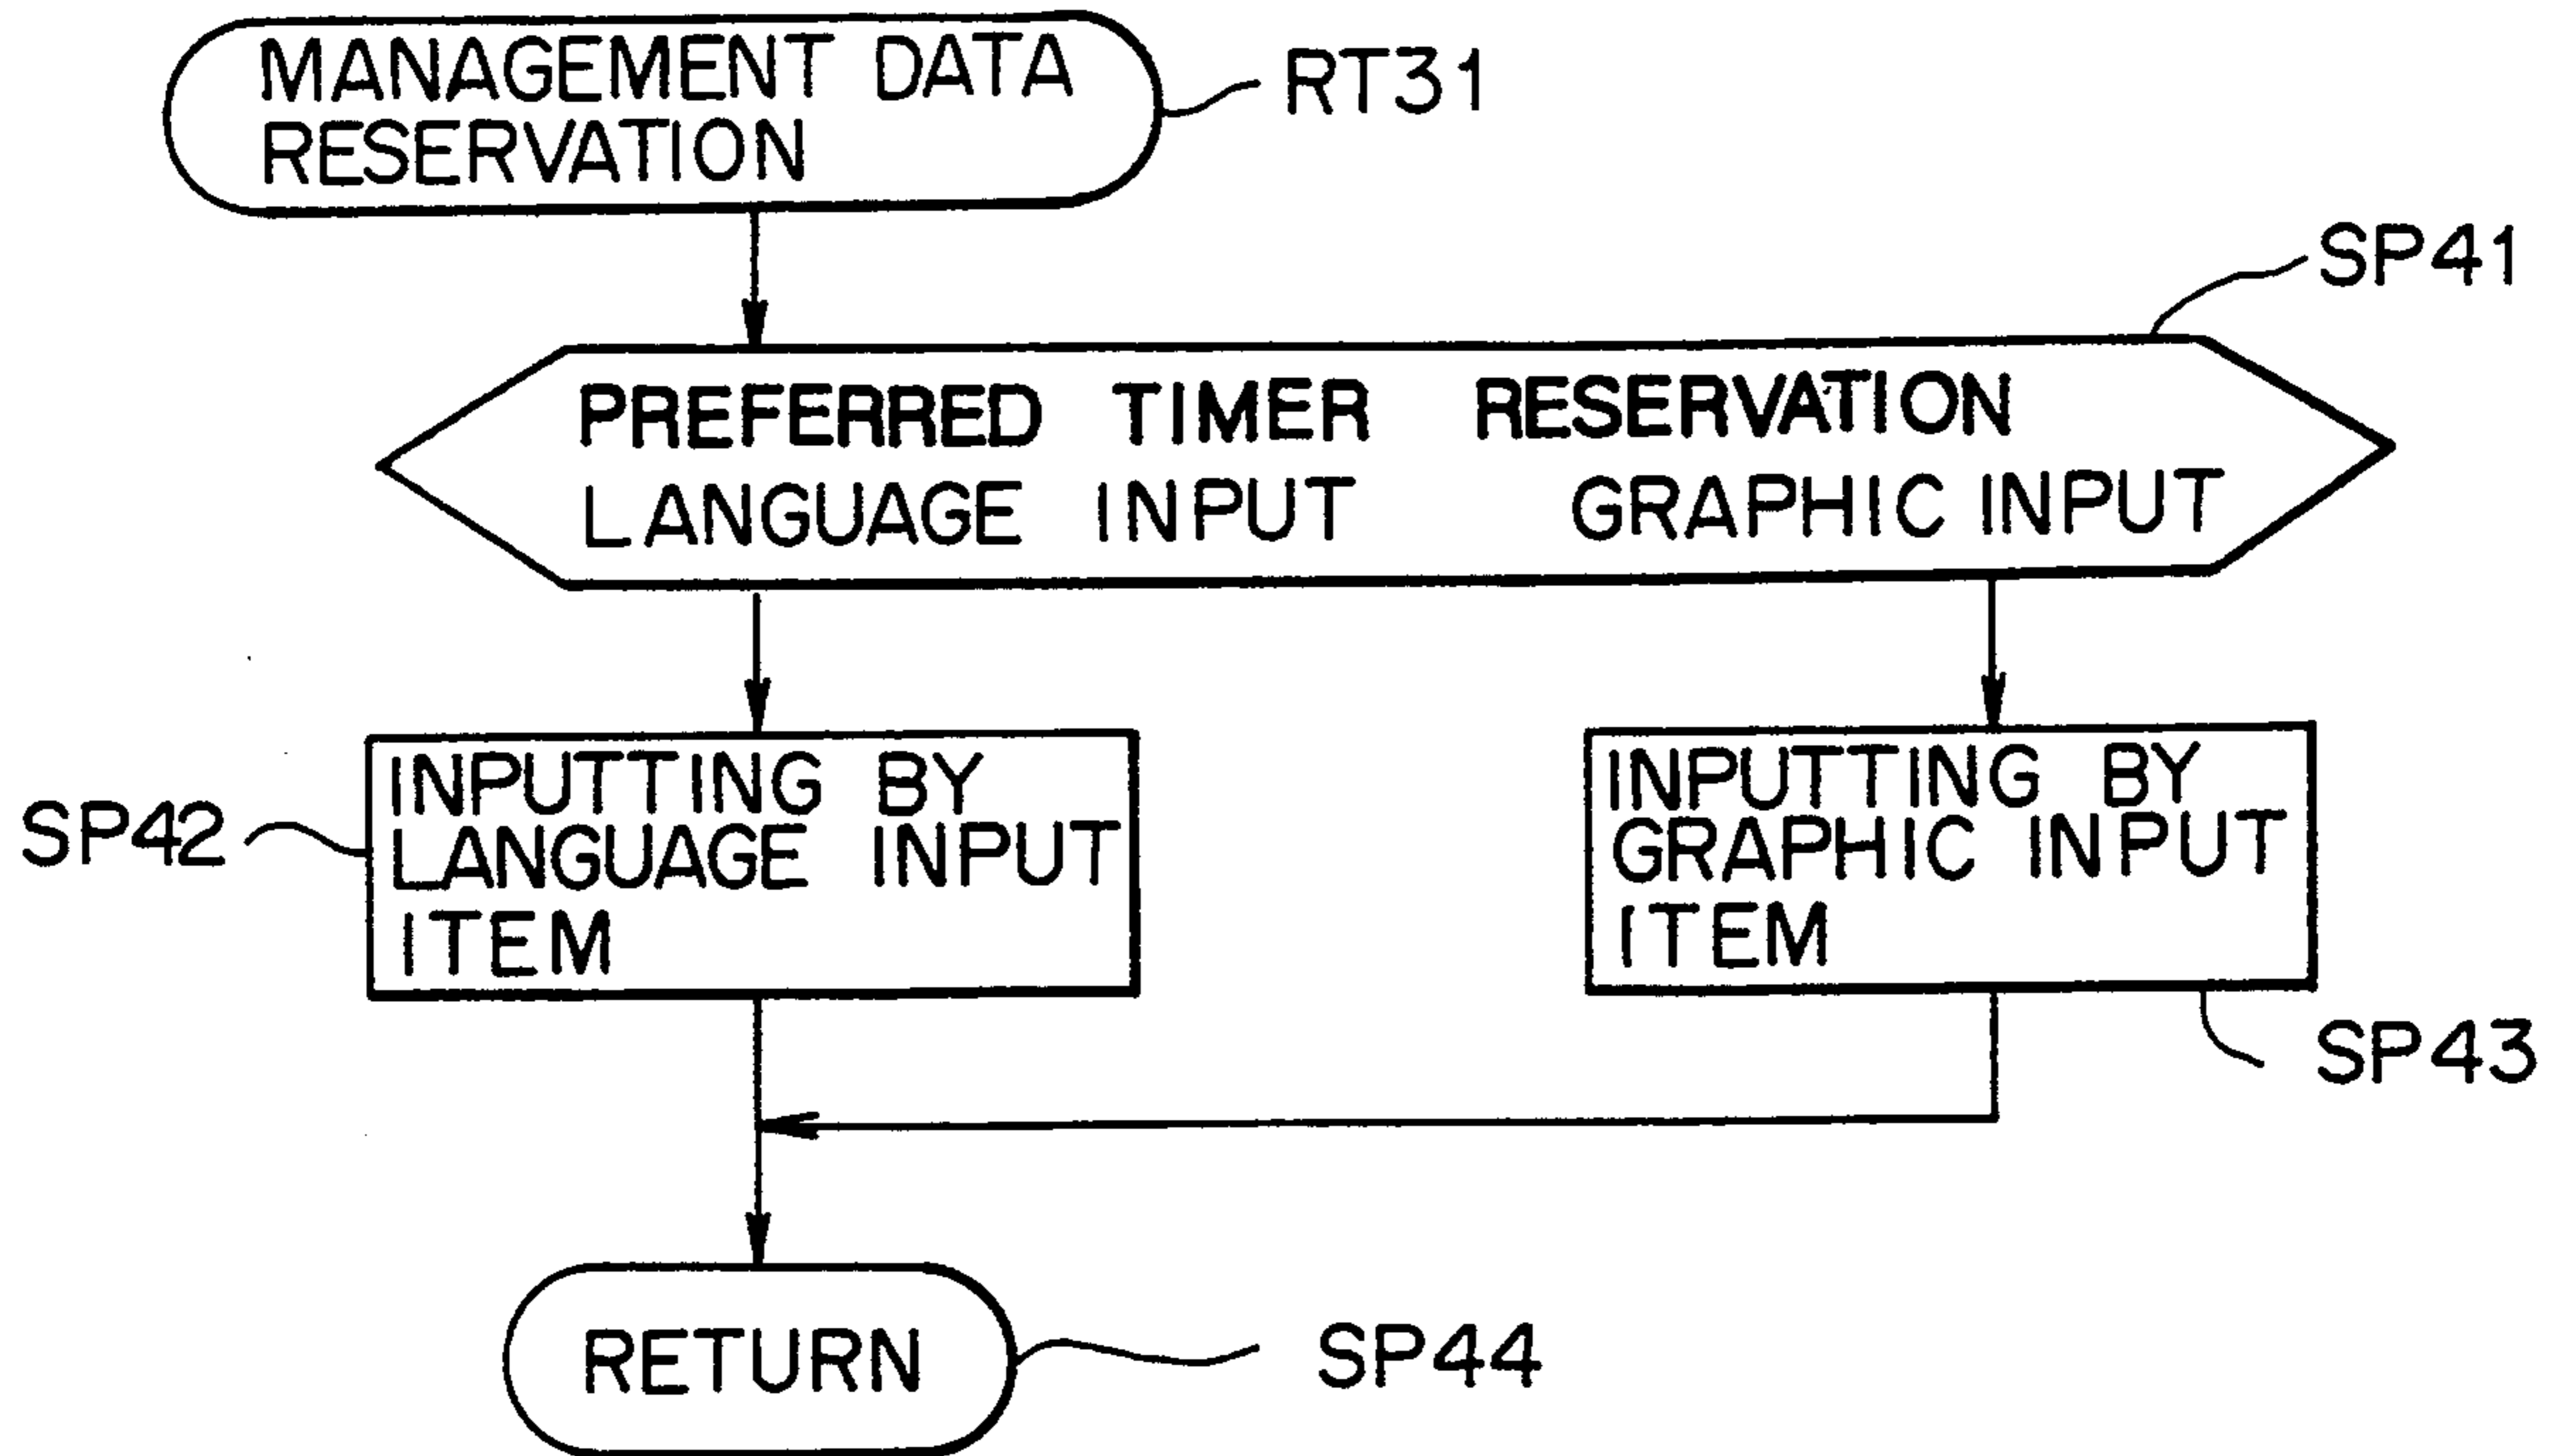 MANAGEMENT DATA
RESERVATION
RT31
SP41
PREFERRED TIMER RESERVATION
LANGUAGE INPUT GRAPHIC INPUT
INPUTTING BY
LANGUAGE INPUT
ITEM
SP42
INPUTTING BY
GRAPHIC INPUT
ITEM
SP43
RETURN
SP44